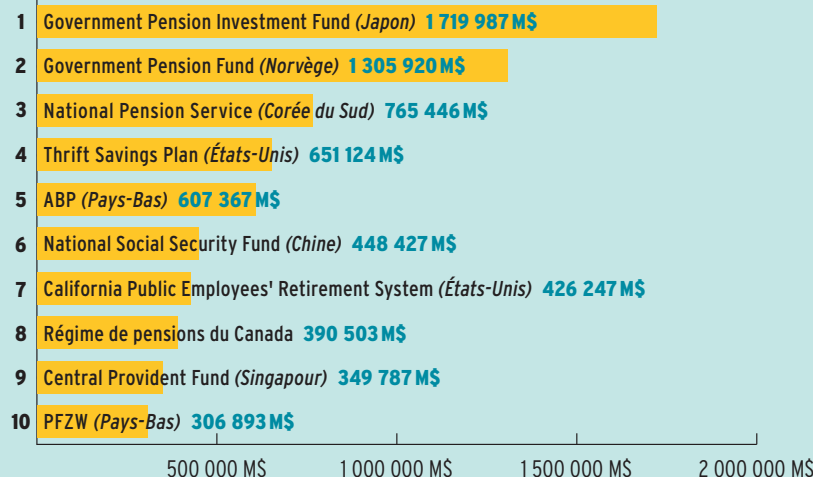 1 Government Pension Investment Fund (Japon) 1 719 987 M$
2 Government Pension Fund (Norvège) 1 305 920 M$
3 National Pension Service (Corée du Sud) 765 446 M$
4 Thrift Savings Plan (États-Unis) 651 124 M$
5 ABP (Pays-Bas) 607 367 M$
6 National Social Security Fund (Chine) 448 427 M$
7 California Public Employees' Retirement System (États-Unis) 426 247 M$
8 Régime de pensions du Canada 390 503 M$
9 Central Provident Fund (Singapour) 349 787 M$
10 PFZW (Pays-Bas) 306 893 M$
500 000 M$ 1 000 000 M$ 1 500 000 M$ 2 000 000 M$